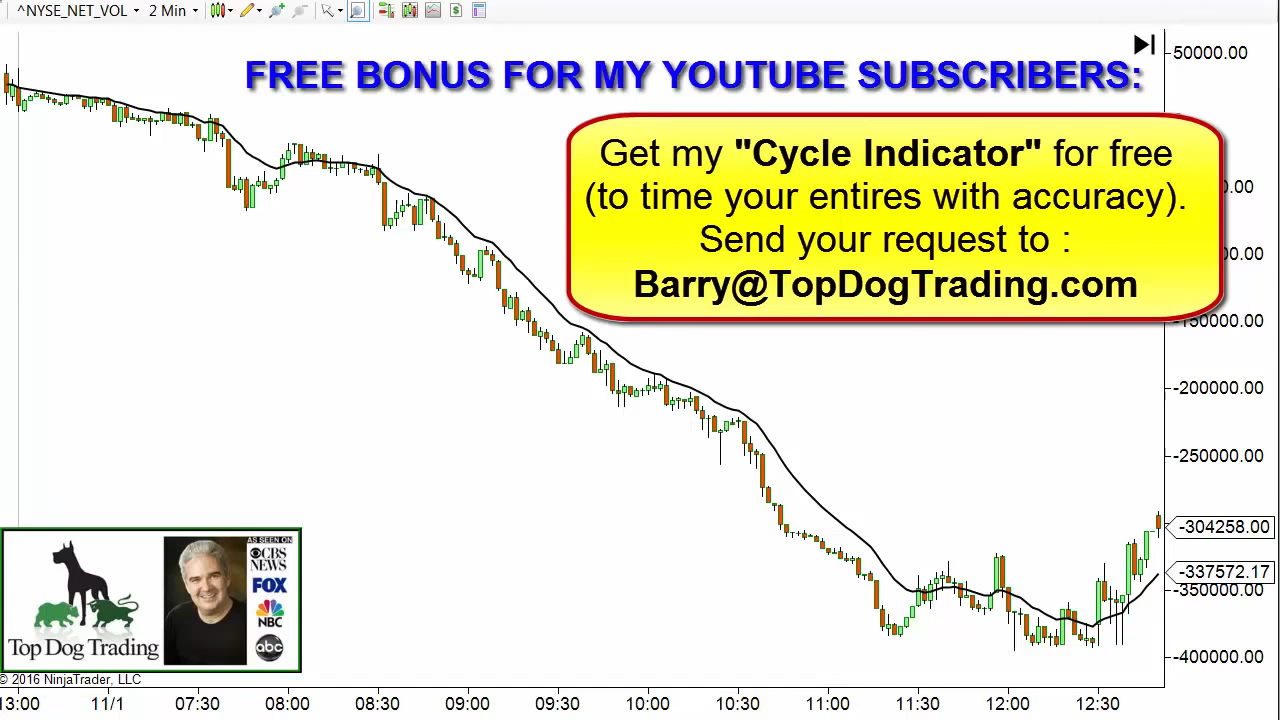 ^NYSE_NET_VOL 2 Min
50000.00
FREE BONUS FOR MY YOUTUBE SUBSCRIBERS:
Get my "Cycle Indicator" for free
(to time your entires with accuracy).
Send your request to :
Barry@TopDogTrading.com
-150000.00
-200000.00
-250000.00
-304258.00
-337572.17
-350000.00
-400000.00
AS SEEN ON
CBS NEWS
FOX
NBC
abc
Top Dog Trading
© 2016 NinjaTrader, LLC
13:00 11/1 07:30 08:00 08:30 09:00 09:30 10:00 10:30 11:00 11:30 12:00 12:30